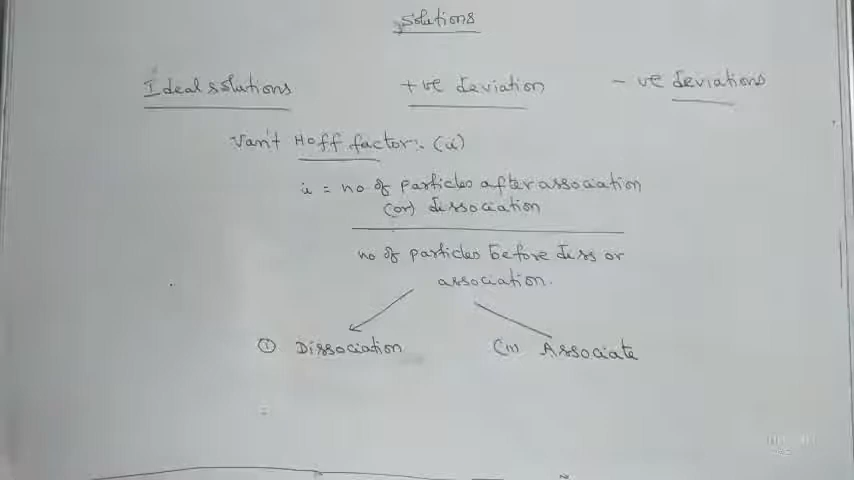 Solutions
Ideal solutions +ve deviation - ve deviations
Van't Hoff factor:- (i)
i = no of particles after association
(or) dissociation
no of particles before diss or
association.
① Dissociation (ii) Associate